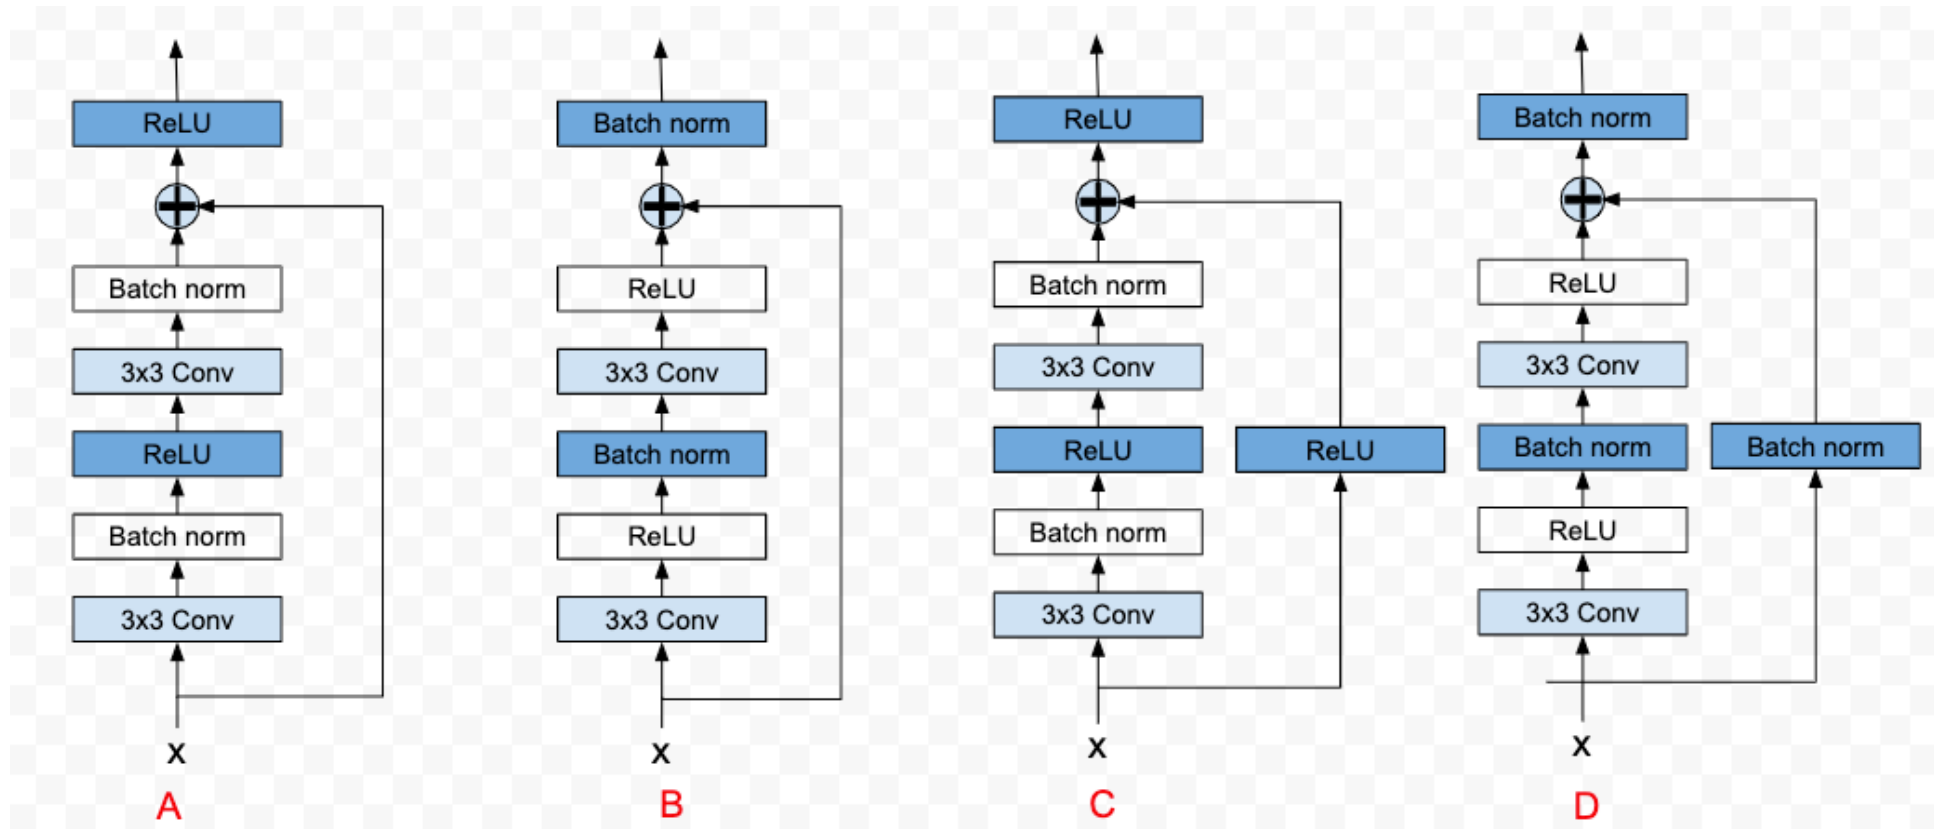 ReLU
Batch norm
3x3 Conv
ReLU
Batch norm
3x3 Conv
x
A
Batch norm
ReLU
3x3 Conv
Batch norm
ReLU
3x3 Conv
x
B
ReLU
Batch norm
3x3 Conv
ReLU
ReLU
Batch norm
3x3 Conv
x
C
Batch norm
ReLU
3x3 Conv
Batch norm
Batch norm
ReLU
3x3 Conv
x
D